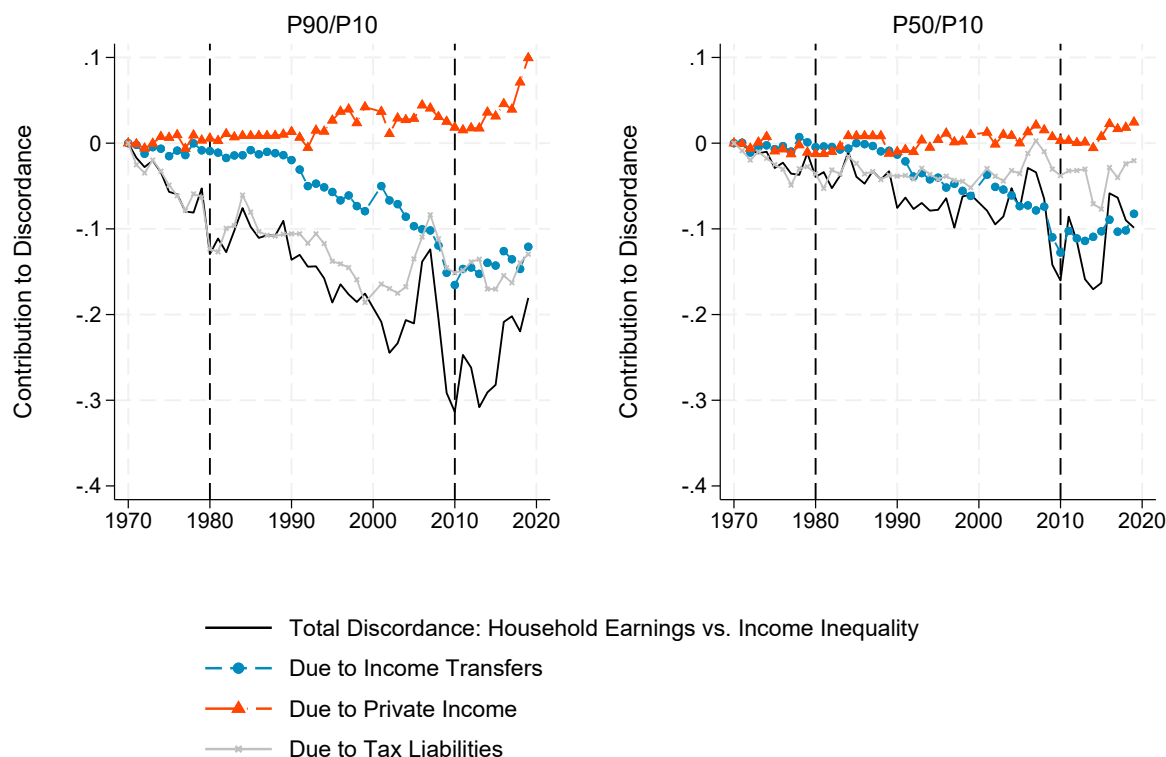 P90/P10
P50/P10
Contribution to Discordance
.1
0
-.1
-.2
-.3
-.4
1970 1980 1990 2000 2010 2020
Contribution to Discordance
.1
0
-.1
-.2
-.3
-.4
1970 1980 1990 2000 2010 2020
Total Discordance: Household Earnings vs. Income Inequality
Due to Income Transfers
Due to Private Income
Due to Tax Liabilities